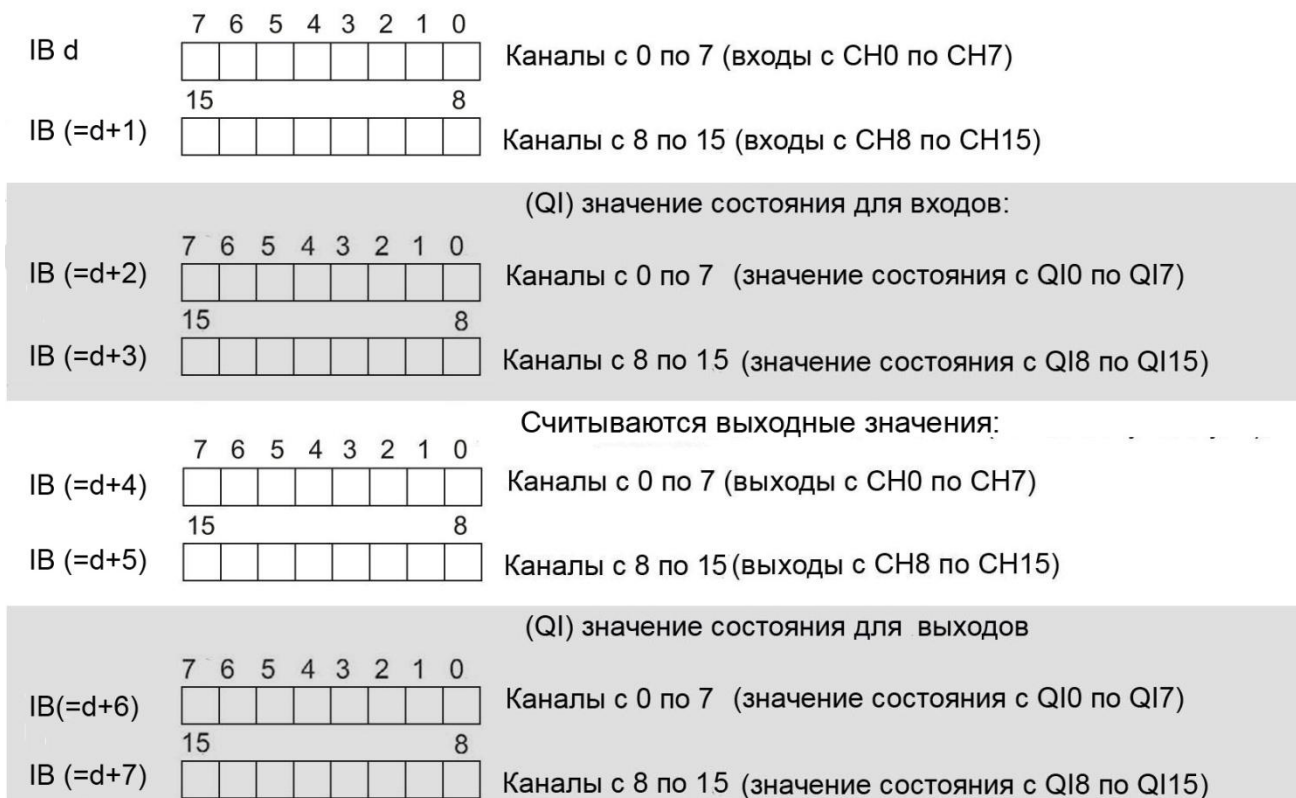 7 6 5 4 3 2 1 0
IB d Каналы с 0 по 7 (входы с CH0 по CH7)
15 8
IB (=d+1) Каналы с 8 по 15 (входы с CH8 по CH15)
(QI) значение состояния для входов:
7 6 5 4 3 2 1 0
IB (=d+2) Каналы с 0 по 7 (значение состояния с QI0 по QI7)
15 8
IB (=d+3) Каналы с 8 по 15 (значение состояния с QI8 по QI15)
Считываются выходные значения:
7 6 5 4 3 2 1 0
IB (=d+4) Каналы с 0 по 7 (выходы с CH0 по CH7)
15 8
IB (=d+5) Каналы с 8 по 15 (выходы с CH8 по CH15)
(QI) значение состояния для выходов
7 6 5 4 3 2 1 0
IB(=d+6) Каналы с 0 по 7 (значение состояния с QI0 по QI7)
15 8
IB (=d+7) Каналы с 8 по 15 (значение состояния с QI8 по QI15)